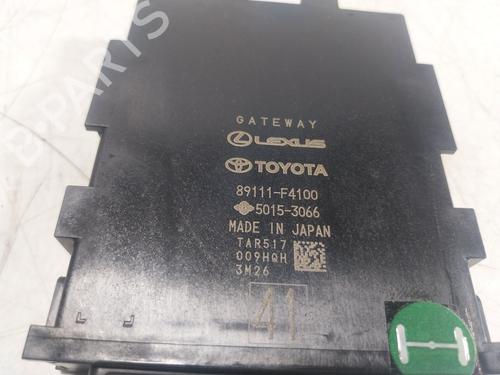 GATEWAY
LEXUS
TOYOTA
89111-F4100
5015-3066
MADE IN JAPAN
TAR517
009HQH
3M26
41
B-PARTS